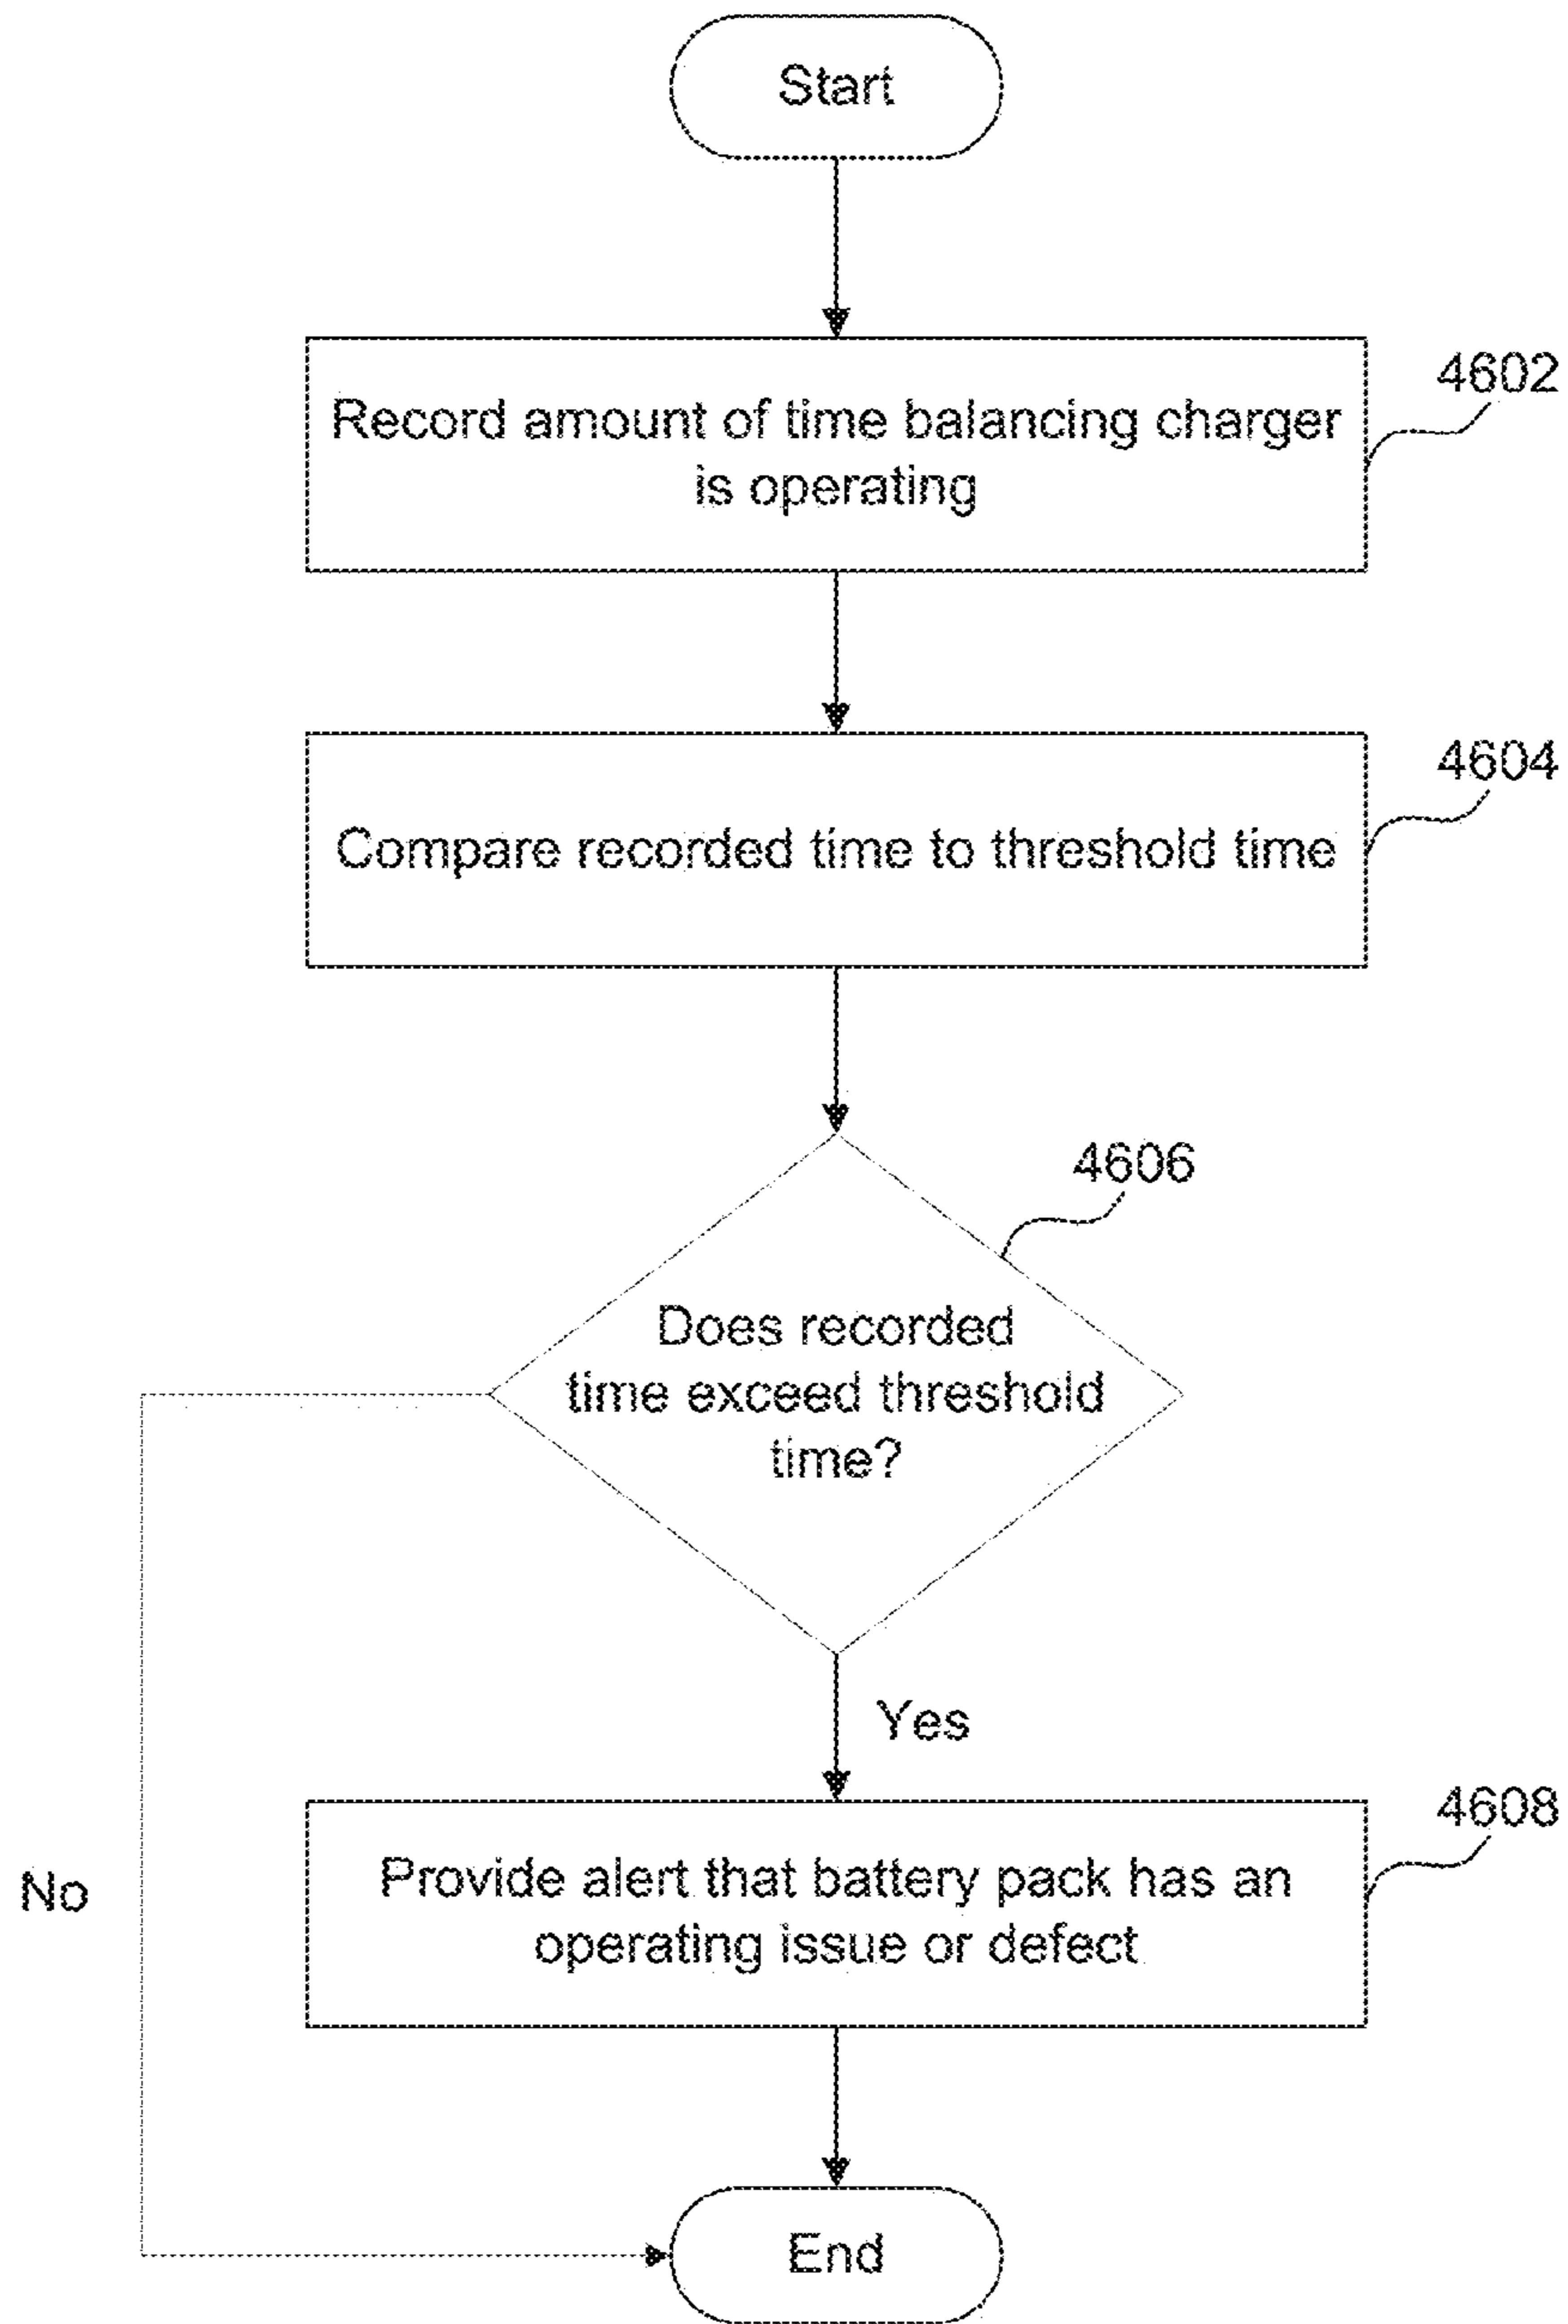 Start
Record amount of time balancing charger
is operating
4602
Compare recorded time to threshold time
4604
4606
Does recorded
time exceed threshold
time?
Yes
No
Provide alert that battery pack has an
operating issue or defect
4608
End